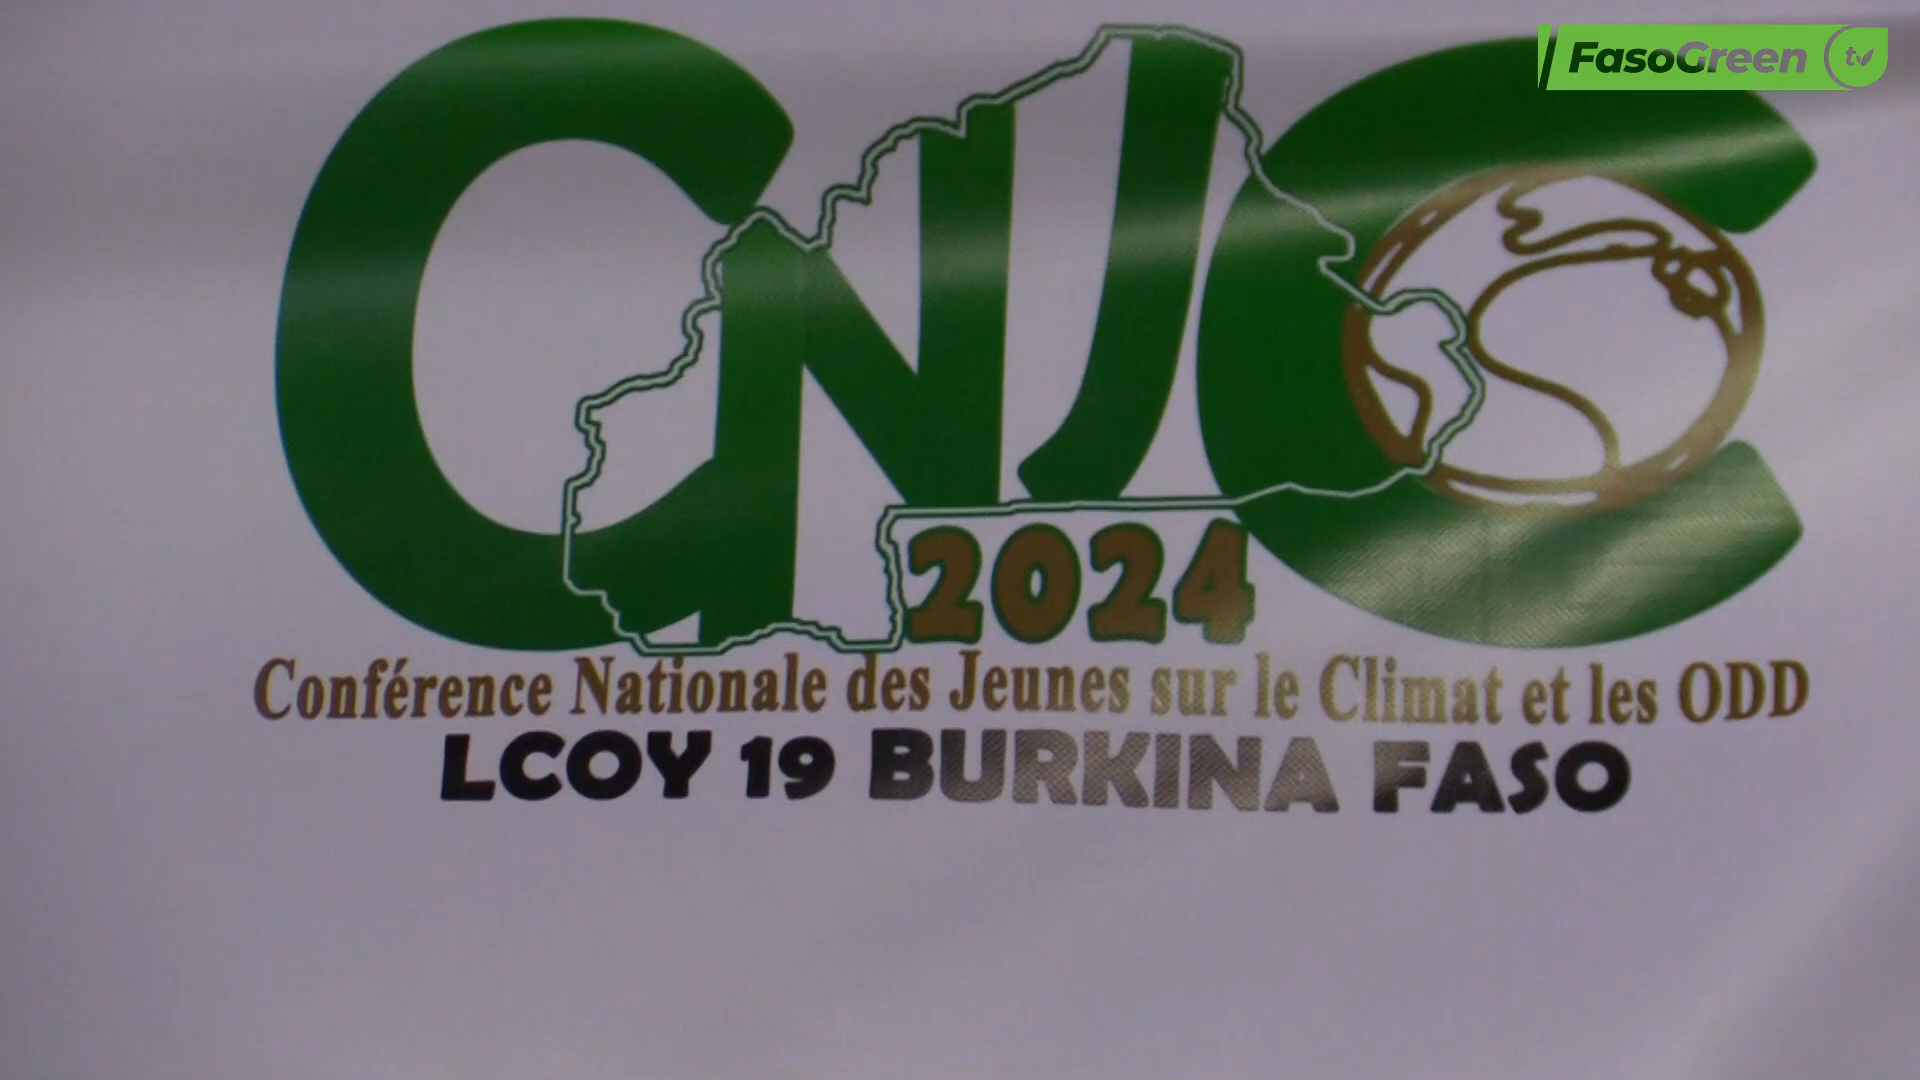 FasoGreen tv
CNJC
2024
Conférence Nationale des Jeunes sur le Climat et les ODD
LCOY 19 BURKINA FASO